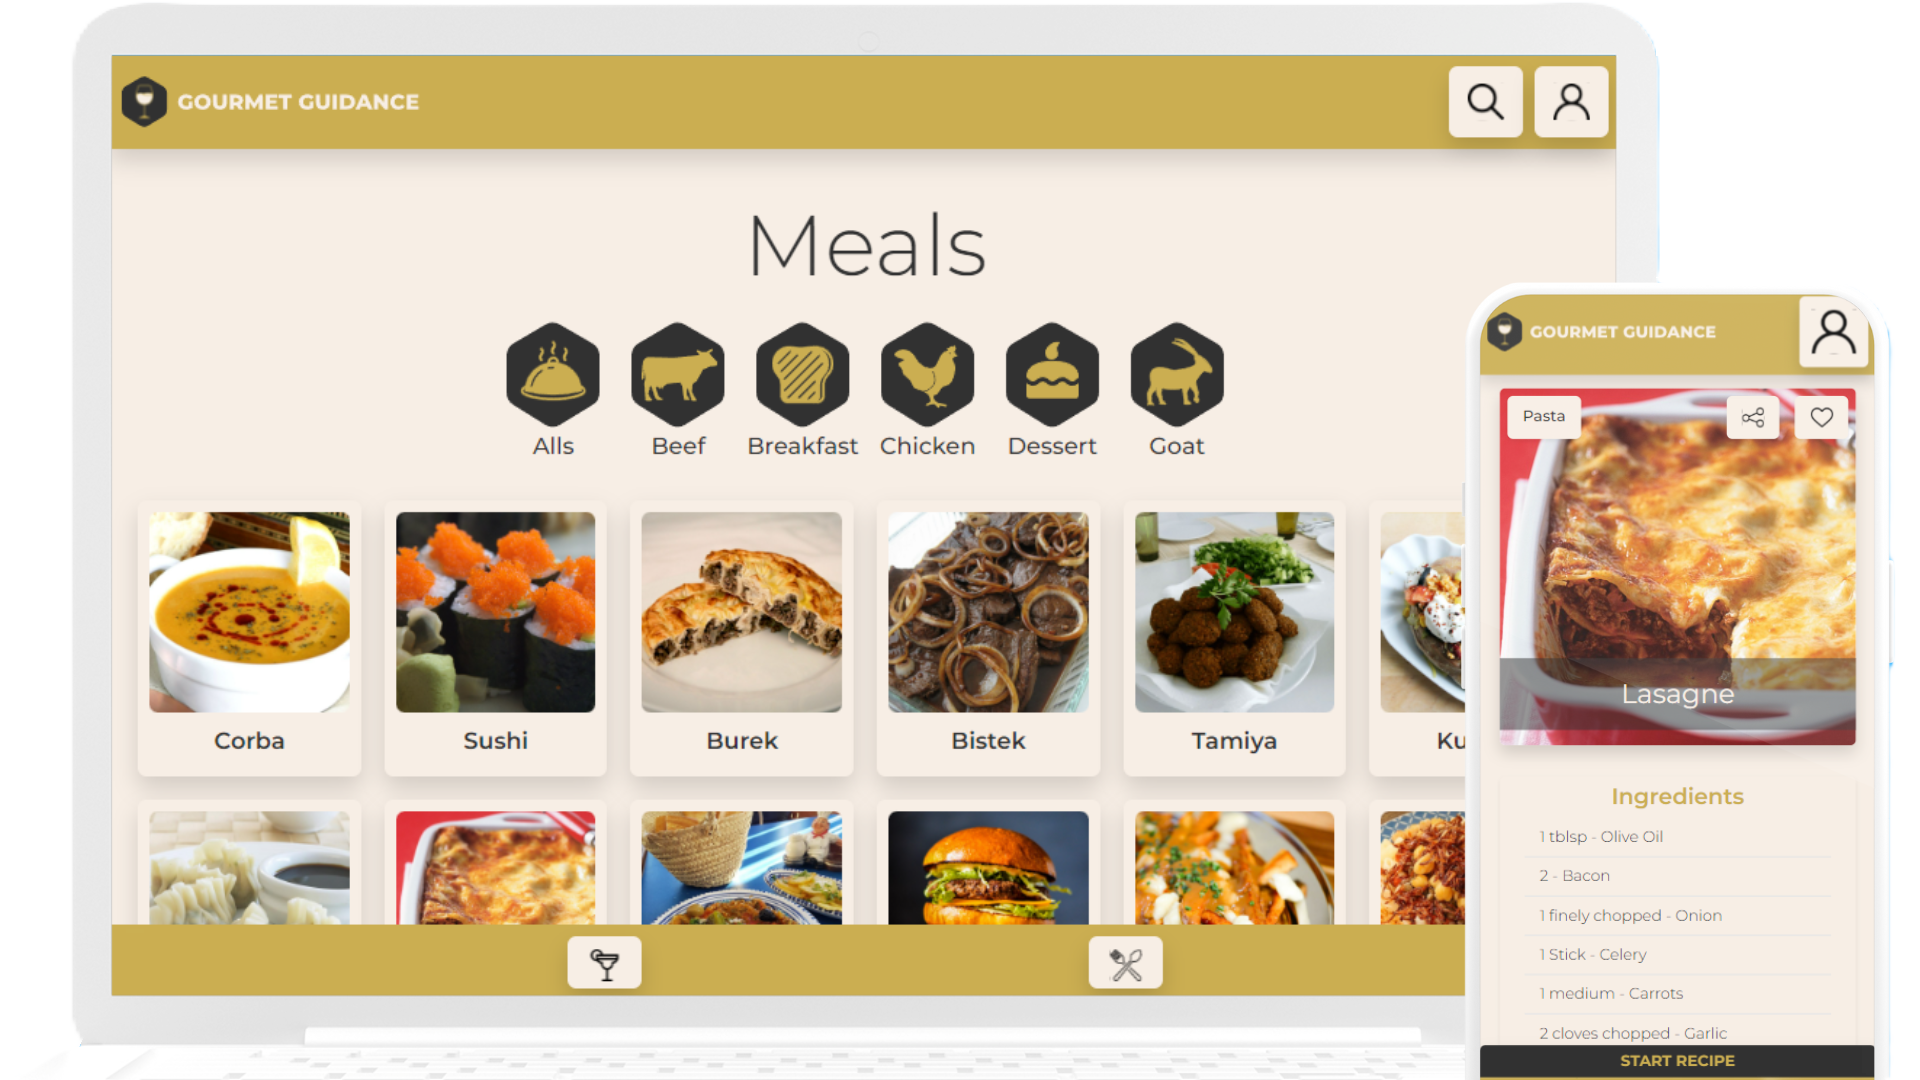 GOURMET GUIDANCE
Meals
Alls
Beef
Breakfast
Chicken
Dessert
Goat
Corba
Sushi
Burek
Bistek
Tamiya
Ku
GOURMET GUIDANCE
Pasta
Lasagne
Ingredients
1 tblsp - Olive Oil
2 - Bacon
1 finely chopped - Onion
1 Stick - Celery
1 medium - Carrots
2 cloves chopped - Garlic
START RECIPE